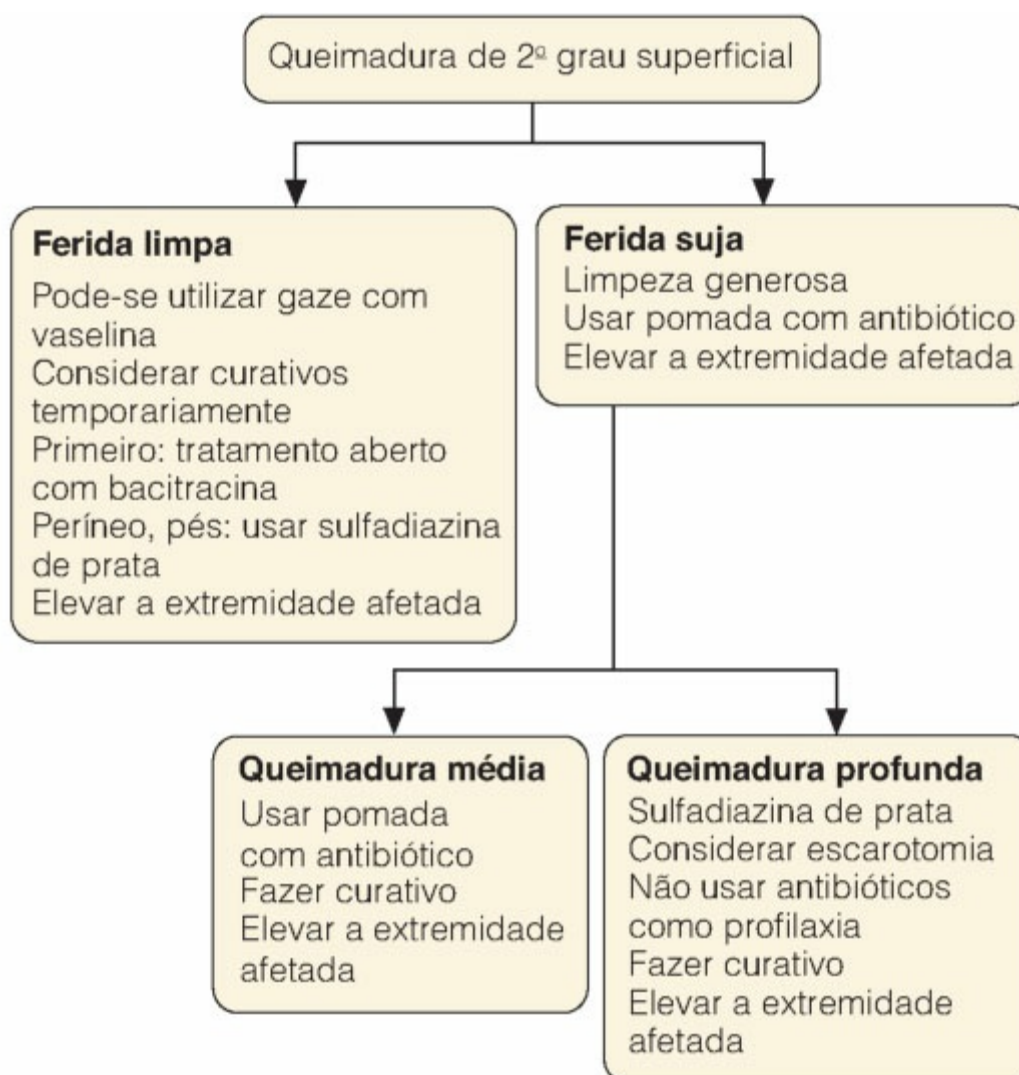 Queimadura de 2º grau superficial
Ferida limpa
Pode-se utilizar gaze com
vaselina
Considerar curativos
temporariamente
Primeiro: tratamento aberto
com bacitracina
Períneo, pés: usar sulfadiazina
de prata
Elevar a extremidade afetada
Ferida suja
Limpeza generosa
Usar pomada com antibiótico
Elevar a extremidade afetada
Queimadura média
Usar pomada
com antibiótico
Fazer curativo
Elevar a extremidade
afetada
Queimadura profunda
Sulfadiazina de prata
Considerar escarotomia
Não usar antibióticos
como profilaxia
Fazer curativo
Elevar a extremidade
afetada